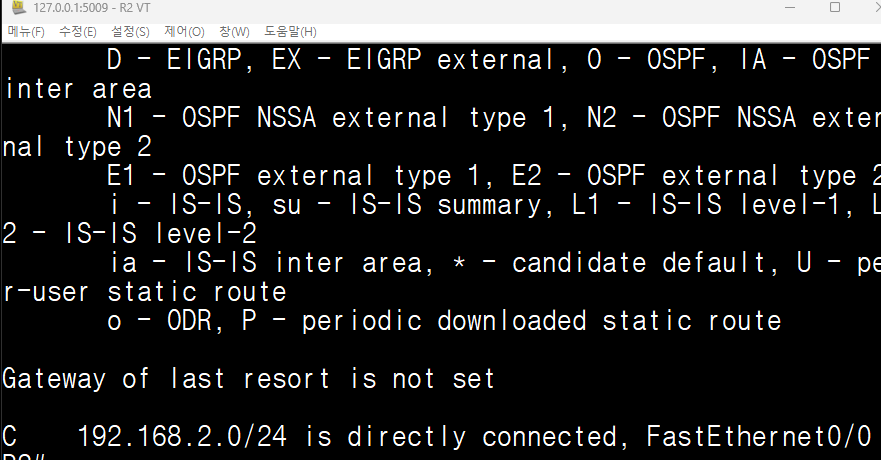 127.0.0.1:5009 - R2 VT
메뉴(F) 수정(E) 설정(S) 제어(O) 창(W) 도움말(H)
D - EIGRP, EX - EIGRP external, O - OSPF, IA - OSPF
inter area
N1 - OSPF NSSA external type 1, N2 - OSPF NSSA exter
nal type 2
E1 - OSPF external type 1, E2 - OSPF external type 2
i - IS-IS, su - IS-IS summary, L1 - IS-IS level-1, L
2 - IS-IS level-2
ia - IS-IS inter area, * - candidate default, U - pe
r-user static route
o - ODR, P - periodic downloaded static route
Gateway of last resort is not set
C 192.168.2.0/24 is directly connected, FastEthernet0/0
R2#